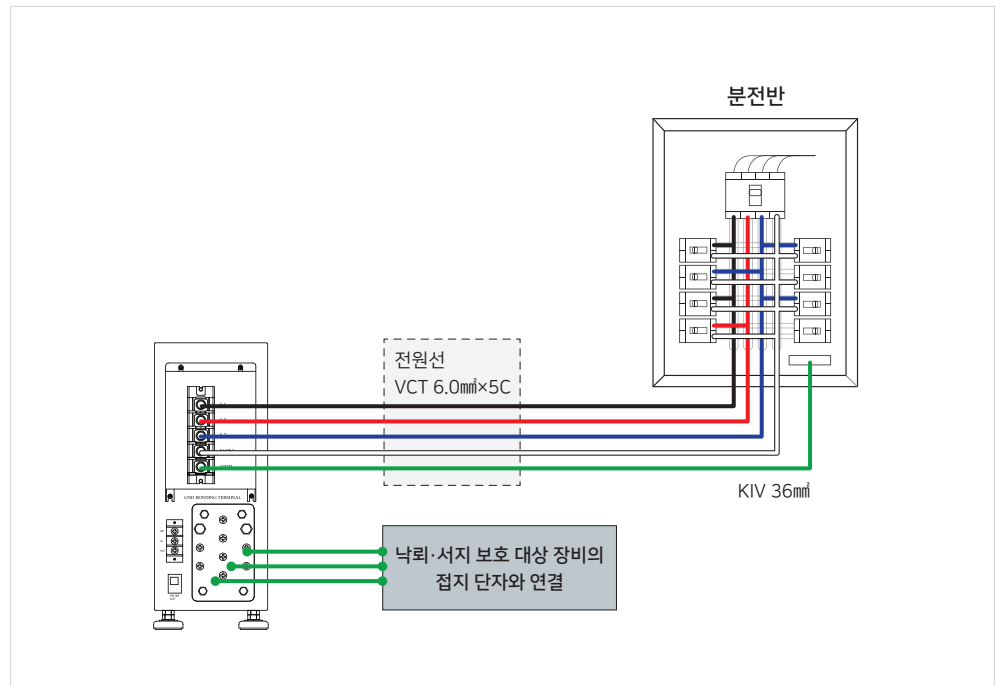 분전반
전원선
VCT 6.0㎟×5C
GND BONDING TERMINAL
KIV 36㎟
낙뢰·서지 보호 대상 장비의
접지 단자와 연결